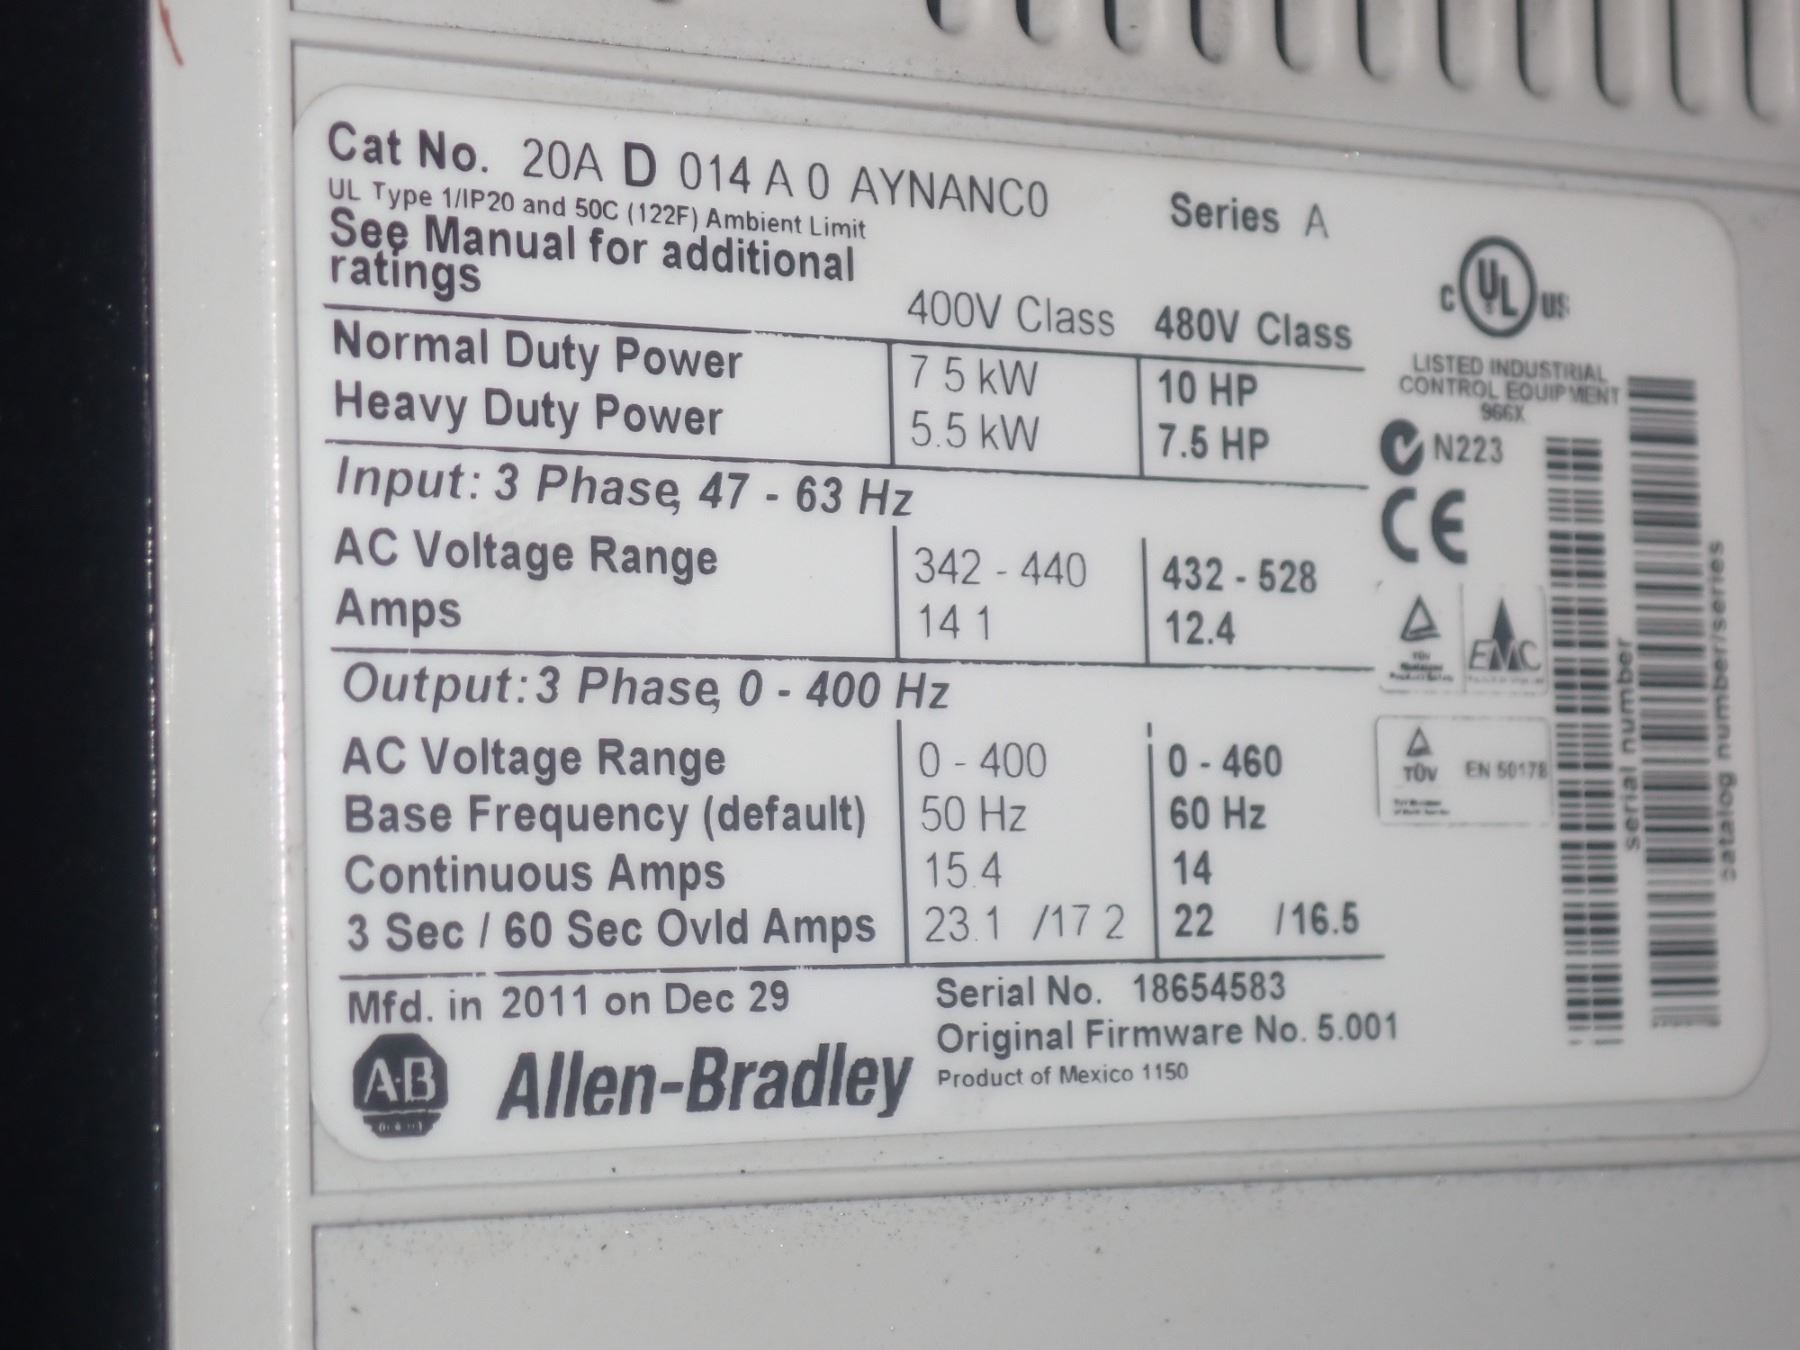 Cat No. 20A D 014 A 0 AYNANC0 Series A
UL Type 1/IP20 and 50C (122F) Ambient Limit
See Manual for additional
ratings
400V Class 480V Class
Normal Duty Power 7 5 kW 10 HP
Heavy Duty Power 5.5 kW 7.5 HP
Input: 3 Phase, 47 - 63 Hz
AC Voltage Range 342 - 440 432 - 528
Amps 14 1 12.4
Output: 3 Phase, 0 - 400 Hz
AC Voltage Range 0 - 400 0 - 460
Base Frequency (default) 50 Hz 60 Hz
Continuous Amps 15.4 14
3 Sec / 60 Sec Ovld Amps 23.1 /17 2 22 /16.5
Mfd. in 2011 on Dec 29
Serial No. 18654583
Original Firmware No. 5.001
Product of Mexico 1150
A-B
Allen-Bradley
C UL US
LISTED INDUSTRIAL
CONTROL EQUIPMENT
966X
N223
CE
EMC
TÜV EN 50178
serial number
catalog number/series